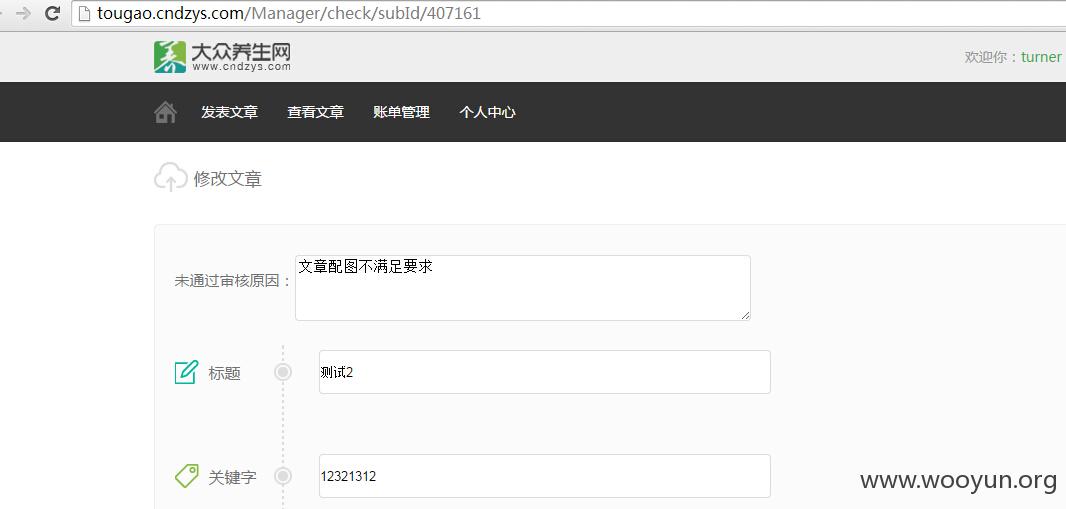 tougao.cndzys.com/Manager/check/subId/407161
大众养生网
www.cndzys.com
欢迎你：turner
发表文章 查看文章 账单管理 个人中心
修改文章
未通过审核原因：
文章配图不满足要求
标题
测试2
关键字
12321312
www.wooyun.org